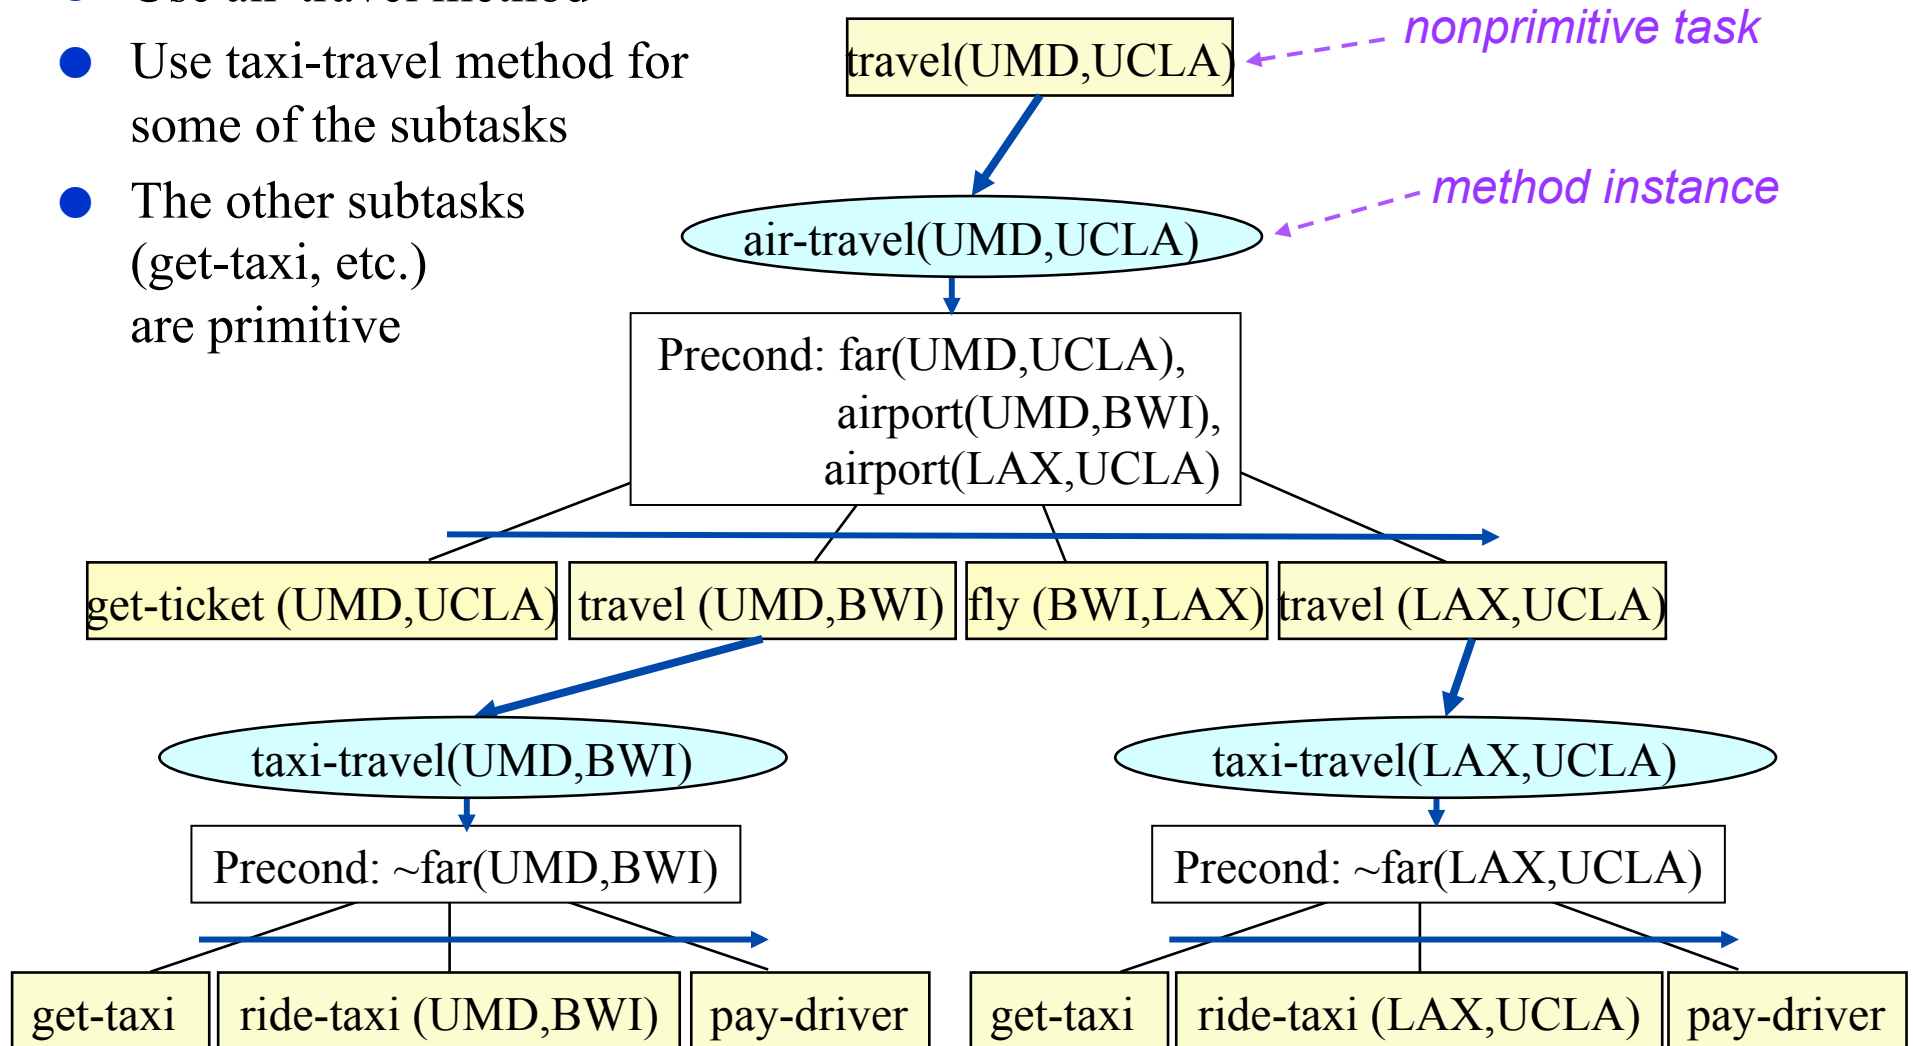 Use taxi-travel method for
some of the subtasks
The other subtasks
(get-taxi, etc.)
are primitive
nonprimitive task
travel(UMD,UCLA)
method instance
air-travel(UMD,UCLA)
Precond: far(UMD,UCLA),
airport(UMD,BWI),
airport(LAX,UCLA)
get-ticket (UMD,UCLA)
travel (UMD,BWI)
fly (BWI,LAX)
travel (LAX,UCLA)
taxi-travel(UMD,BWI)
taxi-travel(LAX,UCLA)
Precond: ~far(UMD,BWI)
Precond: ~far(LAX,UCLA)
get-taxi
ride-taxi (UMD,BWI)
pay-driver
get-taxi
ride-taxi (LAX,UCLA)
pay-driver